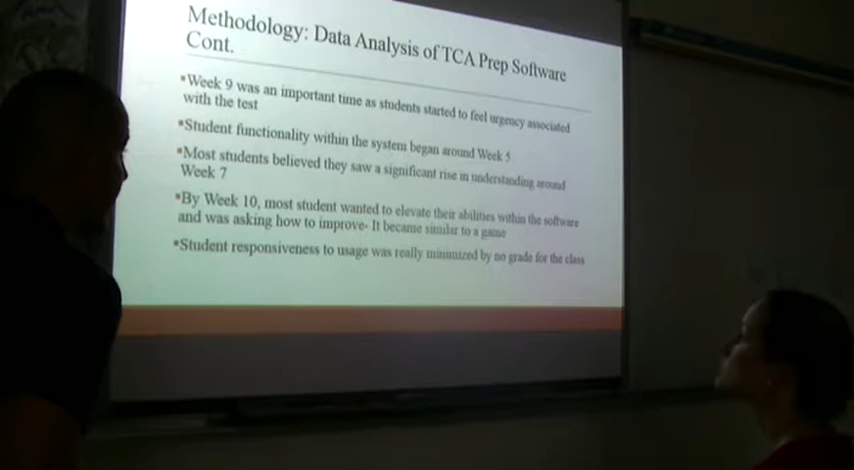 Methodology: Data Analysis of TCA Prep Software
Cont.
▪Week 9 was an important time as students started to feel urgency associated
with the test
▪Student functionality within the system began around Week 5
▪Most students believed they saw a significant rise in understanding around
Week 7
▪By Week 10, most student wanted to elevate their abilities within the software
and was asking how to improve- It became similar to a game
▪Student responsiveness to usage was really minimized by no grade for the class